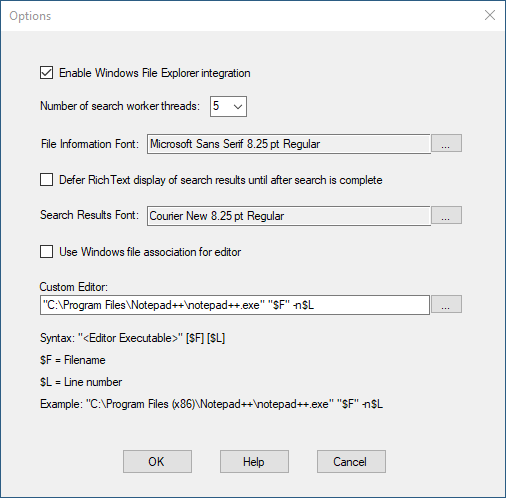 Options
Enable Windows File Explorer integration
Number of search worker threads: 5
File Information Font: Microsoft Sans Serif 8.25 pt Regular ...
Defer RichText display of search results until after search is complete
Search Results Font: Courier New 8.25 pt Regular ...
Use Windows file association for editor
Custom Editor:
"C:\Program Files\Notepad++\notepad++.exe" "$F" -n$L ...
Syntax: "<Editor Executable>" [$F] [$L]
$F = Filename
$L = Line number
Example: "C:\Program Files (x86)\Notepad++\notepad++.exe" "$F" -n$L
OK Help Cancel